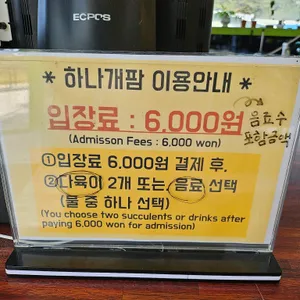 ECPOS
* 하나개팜 이용안내 *
입장료 : 6,000원
음료수
포함금액
(Admisson Fees : 6,000 won)
①입장료 6,000원 결제 후,
②다육이 2개 또는, 음료 선택
(둘 중 하나 선택)
(You choose two succulents or drinks after
paying 6,000 won for admission)